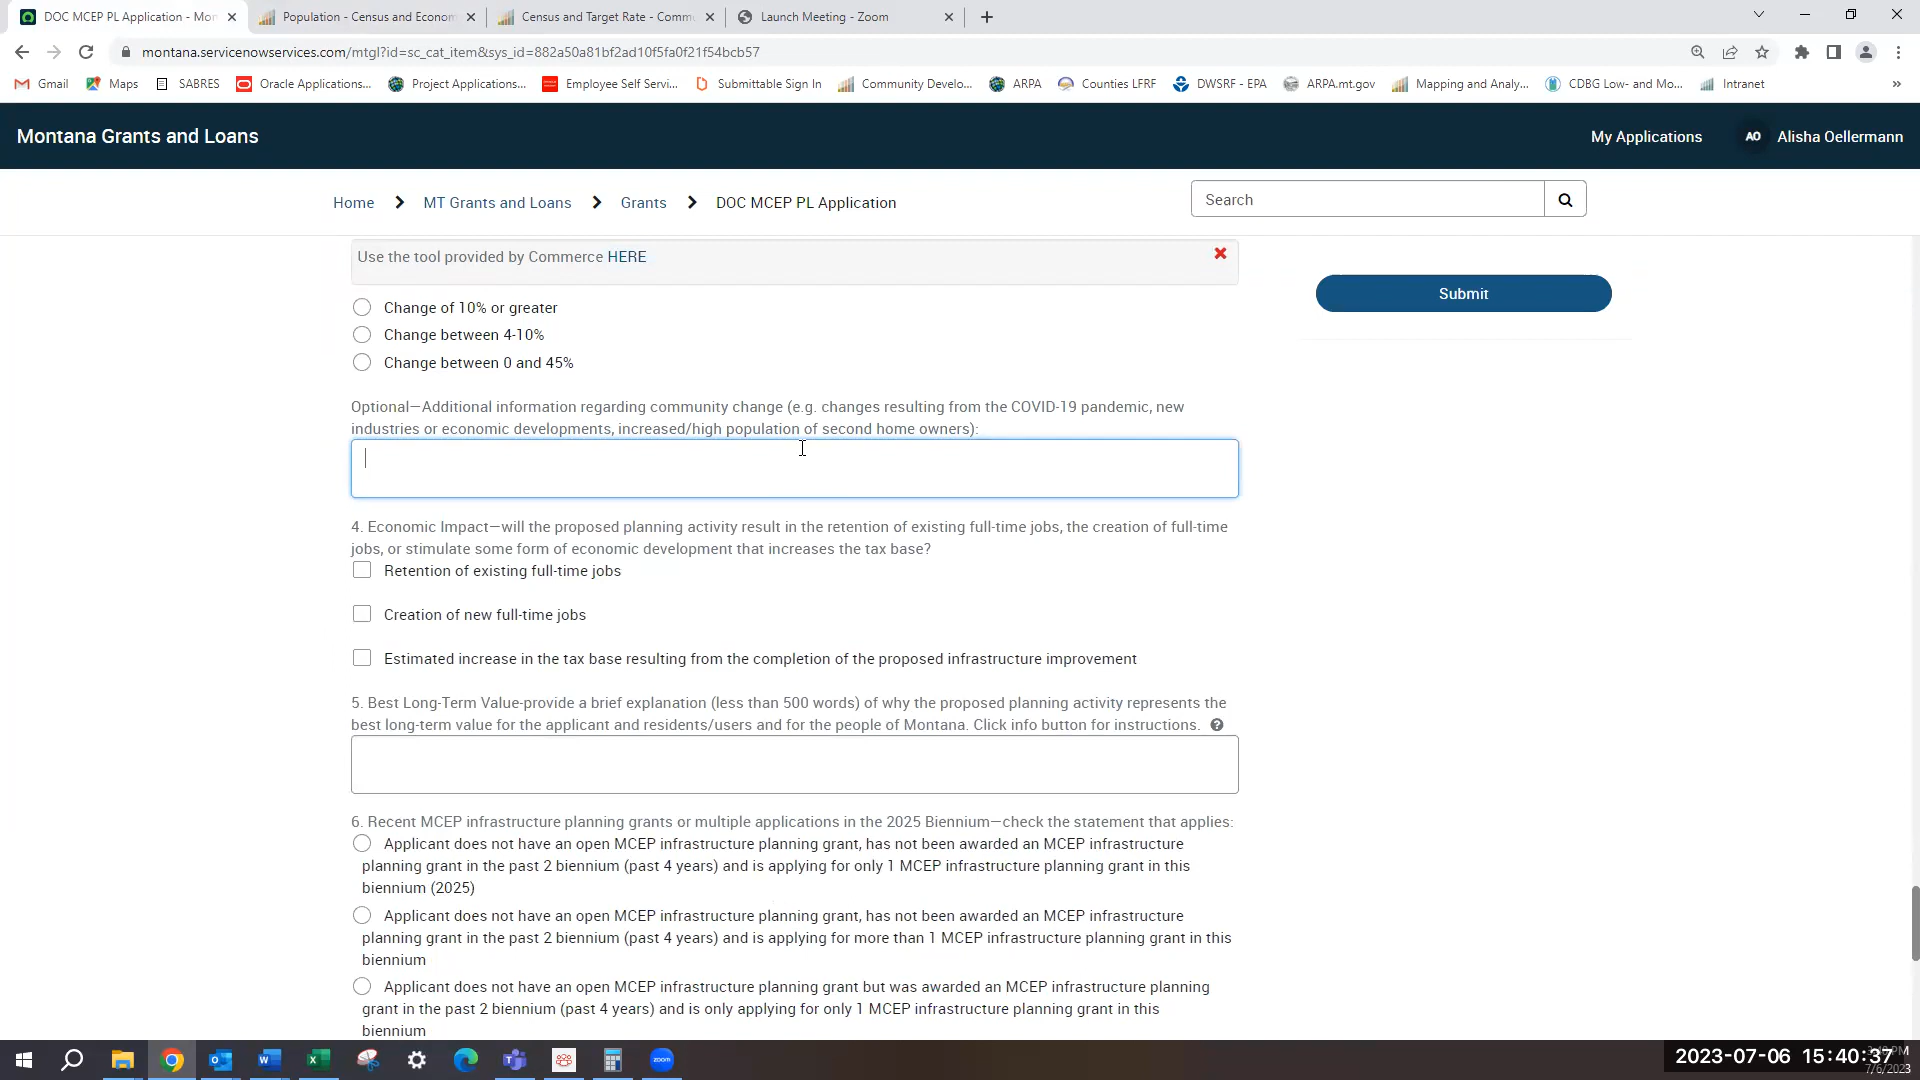 DOC MCEP PL Application - Mon
Population - Census and Econom
Census and Target Rate - Commu
Launch Meeting - Zoom
montana.servicenowservices.com/mtgl?id=sc_cat_item&sys_id=882a50a81bf2ad10f5fa0f21f54bcb57
Gmail
Maps
SABRES
Oracle Applications...
Project Applications...
Employee Self Servi...
Submittable Sign In
Community Develo...
ARPA
Counties LFRF
DWSRF - EPA
ARPA.mt.gov
Mapping and Analy...
CDBG Low- and Mo...
Intranet
Montana Grants and Loans
My Applications
AO
Alisha Oellermann
Home
MT Grants and Loans
Grants
DOC MCEP PL Application
Search
Use the tool provided by Commerce HERE
Submit
Change of 10% or greater
Change between 4-10%
Change between 0 and 45%
Optional—Additional information regarding community change (e.g. changes resulting from the COVID-19 pandemic, new
industries or economic developments, increased/high population of second home owners):
4. Economic Impact—will the proposed planning activity result in the retention of existing full-time jobs, the creation of full-time
jobs, or stimulate some form of economic development that increases the tax base?
Retention of existing full-time jobs
Creation of new full-time jobs
Estimated increase in the tax base resulting from the completion of the proposed infrastructure improvement
5. Best Long-Term Value-provide a brief explanation (less than 500 words) of why the proposed planning activity represents the
best long-term value for the applicant and residents/users and for the people of Montana. Click info button for instructions.
6. Recent MCEP infrastructure planning grants or multiple applications in the 2025 Biennium—check the statement that applies:
Applicant does not have an open MCEP infrastructure planning grant, has not been awarded an MCEP infrastructure
planning grant in the past 2 biennium (past 4 years) and is applying for only 1 MCEP infrastructure planning grant in this
biennium (2025)
Applicant does not have an open MCEP infrastructure planning grant, has not been awarded an MCEP infrastructure
planning grant in the past 2 biennium (past 4 years) and is applying for more than 1 MCEP infrastructure planning grant in this
biennium
Applicant does not have an open MCEP infrastructure planning grant but was awarded an MCEP infrastructure planning
grant in the past 2 biennium (past 4 years) and is only applying for only 1 MCEP infrastructure planning grant in this
biennium
zoom
2023-07-06 15:40:37
7/6/2023